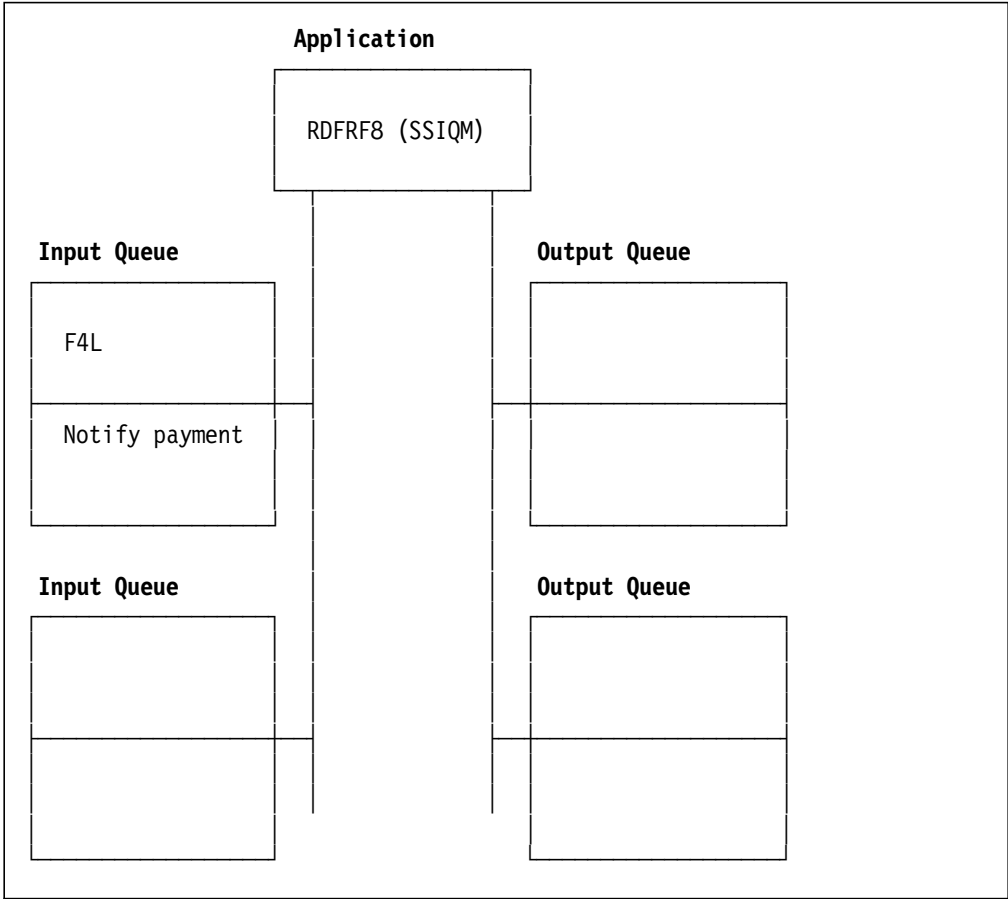 Application
RDFRF8 (SSIQM)
Input Queue
Output Queue
F4L
Notify payment
Input Queue
Output Queue